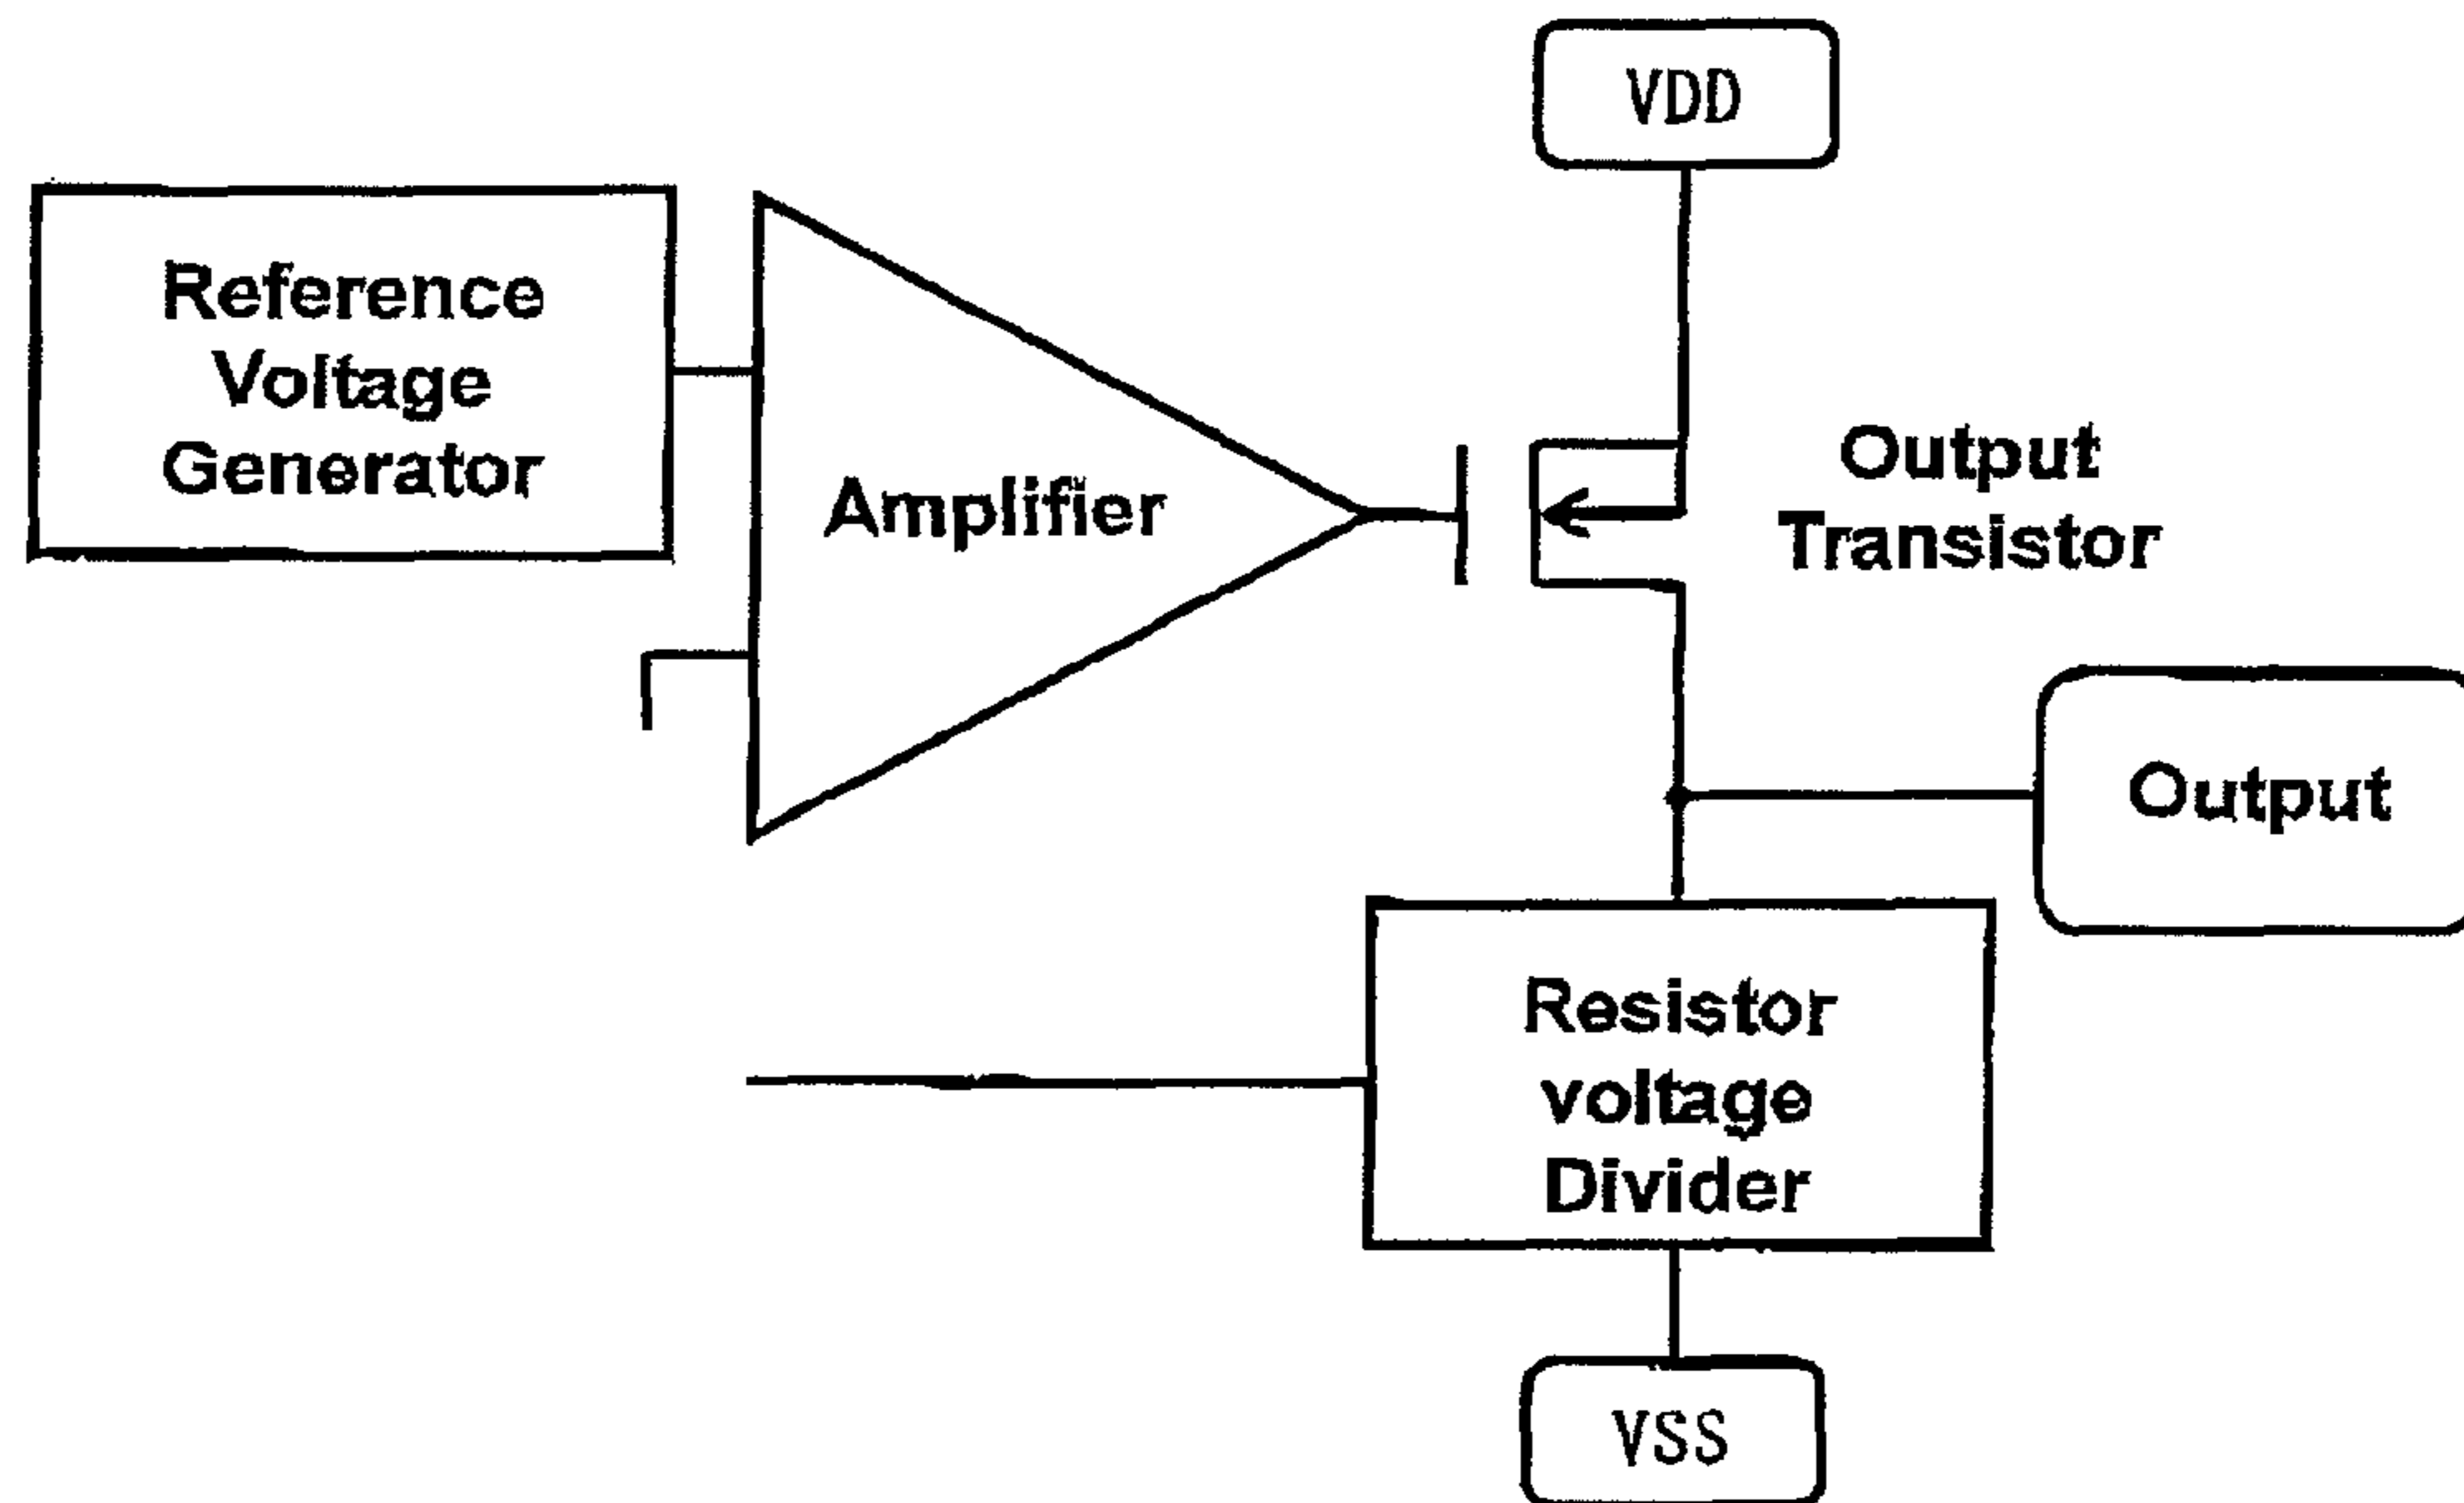 VDD
Reference
Voltage
Generator
Amplifier
Output
Transistor
Output
Resistor
voltage
Divider
VSS